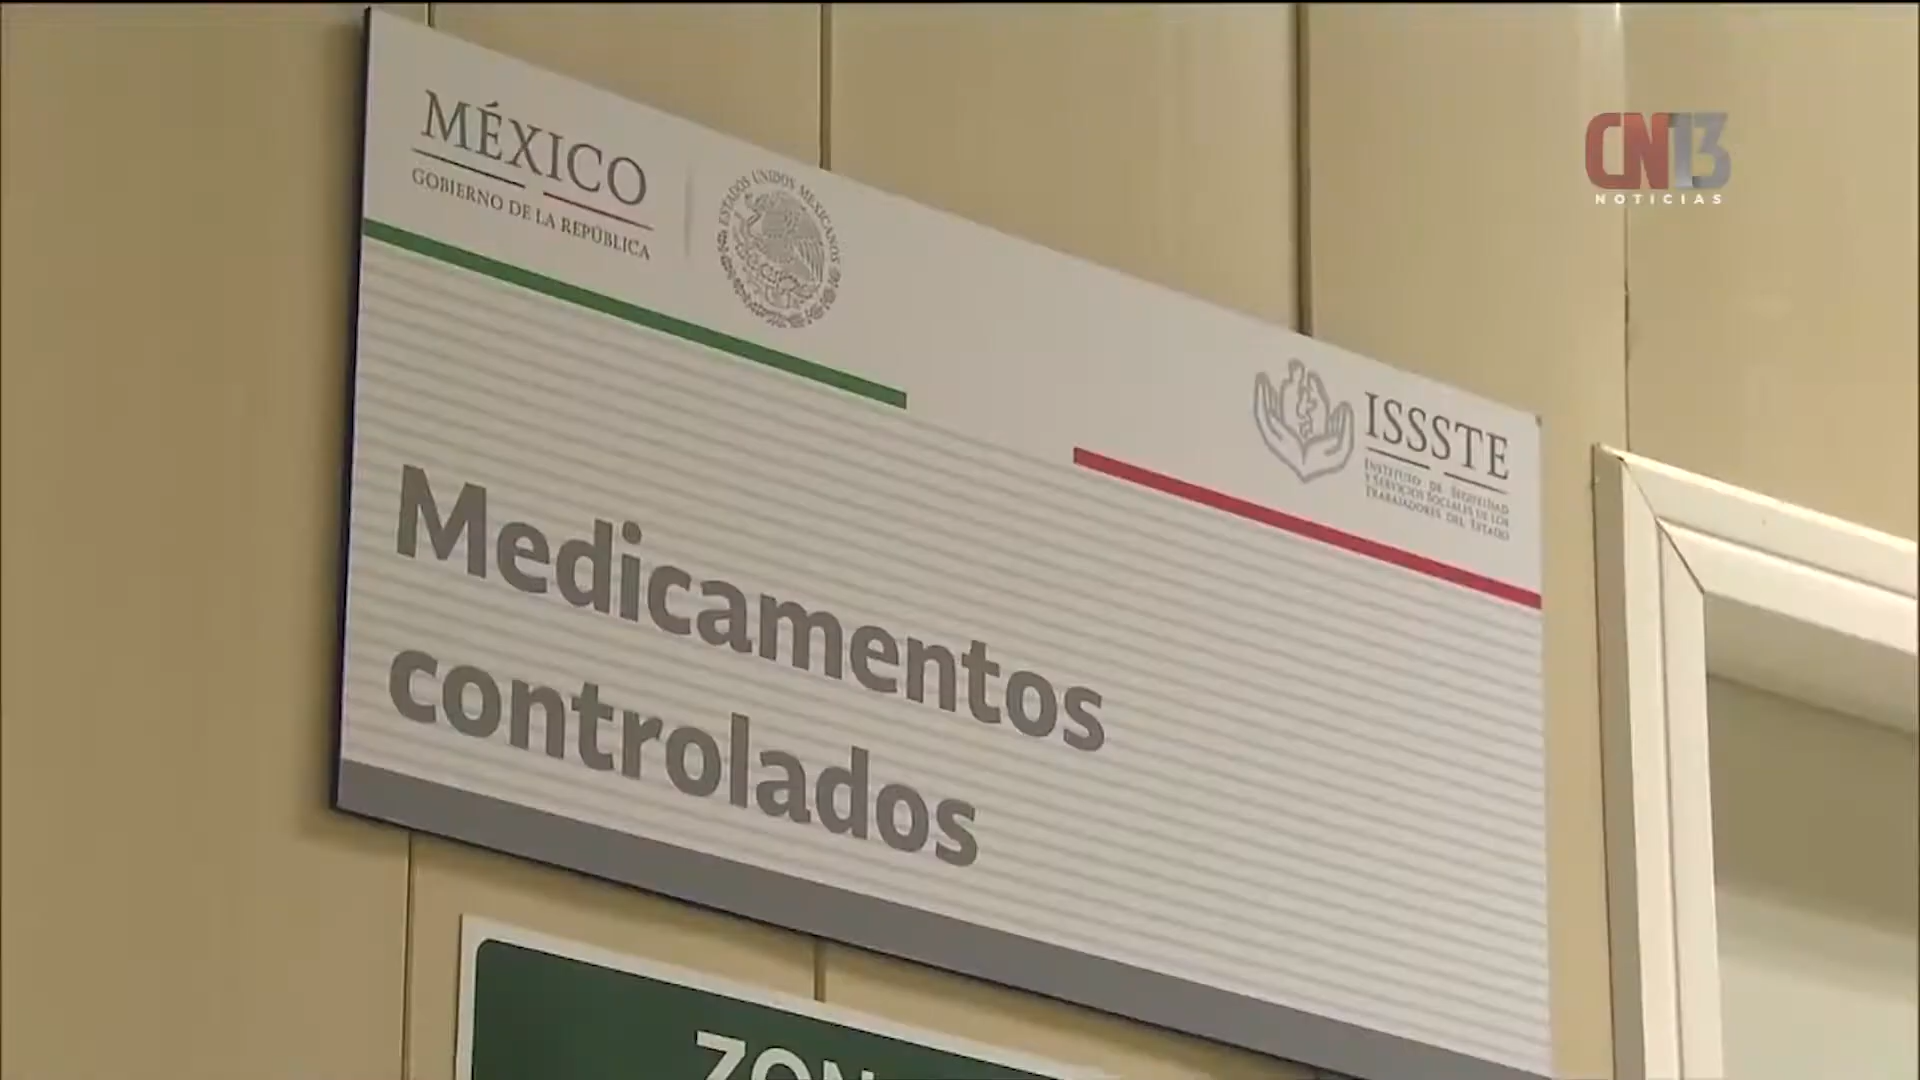 MÉXICO
GOBIERNO DE LA REPÚBLICA
ESTADOS UNIDOS MEXICANOS
ISSSTE
INSTITUTO DE SEGURIDAD
Y SERVICIOS SOCIALES DE LOS
TRABAJADORES DEL ESTADO
Medicamentos
controlados
CN13
NOTICIAS